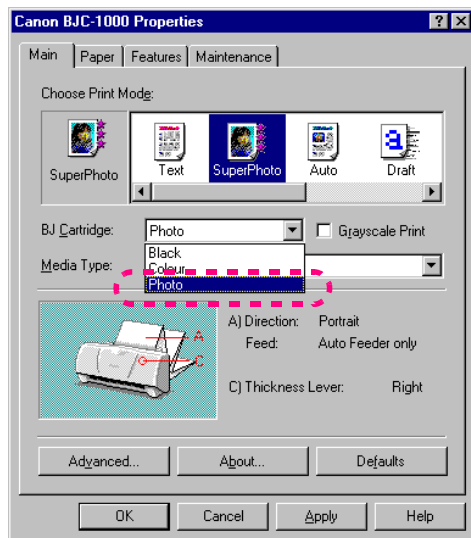 Canon BJC-1000 Properties
Main Paper Features Maintenance
Choose Print Mode:
SuperPhoto
Text SuperPhoto Auto Draft
BJ Cartridge: Photo Grayscale Print
Black
Colour
Media Type:
Photo
A) Direction: Portrait
Feed: Auto Feeder only
C) Thickness Lever: Right
A
C
Advanced... About... Defaults
OK Cancel Apply Help